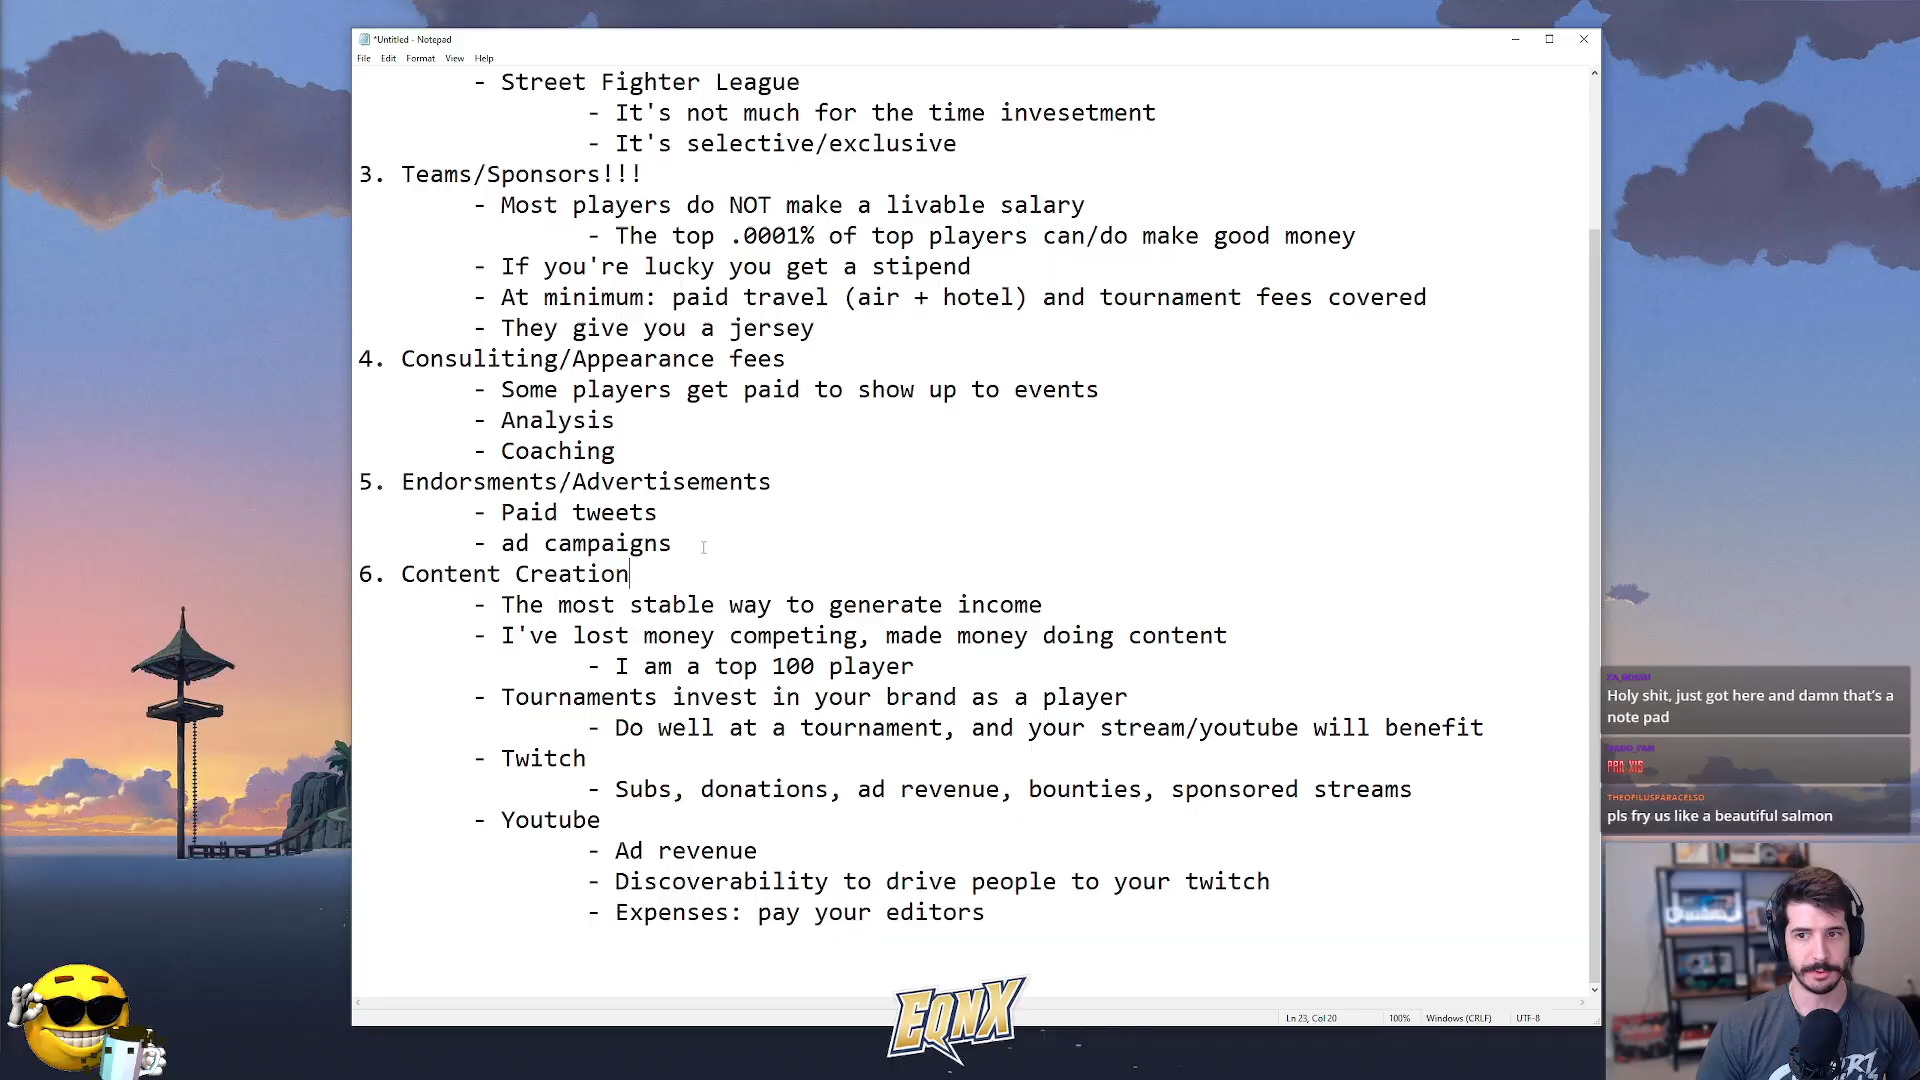 *Untitled - Notepad
File Edit Format View Help
- Street Fighter League
- It's not much for the time invesetment
- It's selective/exclusive
3. Teams/Sponsors!!!
- Most players do NOT make a livable salary
- The top .0001% of top players can/do make good money
- If you're lucky you get a stipend
- At minimum: paid travel (air + hotel) and tournament fees covered
- They give you a jersey
4. Consuliting/Appearance fees
- Some players get paid to show up to events
- Analysis
- Coaching
5. Endorsments/Advertisements
- Paid tweets
- ad campaigns
6. Content Creation
- The most stable way to generate income
- I've lost money competing, made money doing content
- I am a top 100 player
- Tournaments invest in your brand as a player
- Do well at a tournament, and your stream/youtube will benefit
- Twitch
- Subs, donations, ad revenue, bounties, sponsored streams
- Youtube
- Ad revenue
- Discoverability to drive people to your twitch
- Expenses: pay your editors
Holy shit, just got here and damn that's a
note pad
PRA XIS
THEOFILUSPARACELSO
pls fry us like a beautiful salmon
EQNX
Ln 23, Col 20 100% Windows (CRLF) UTF-8